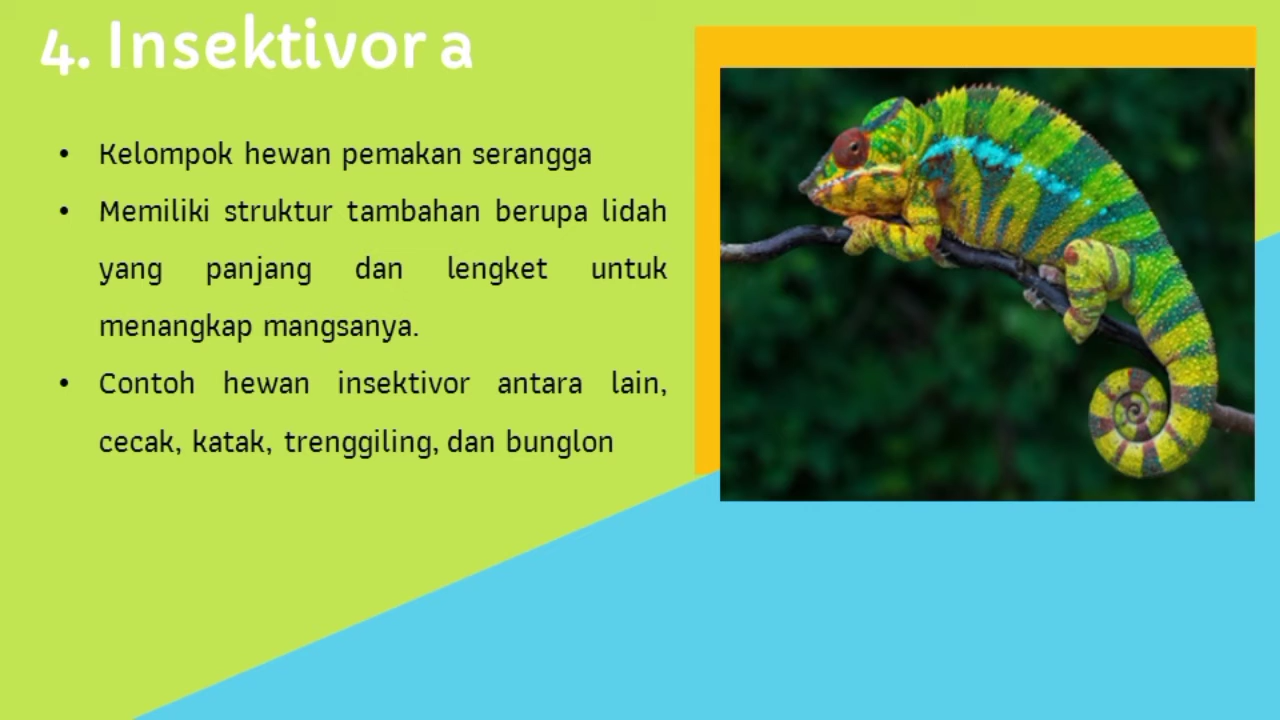 4. Insektivora
• Kelompok hewan pemakan serangga
• Memiliki struktur tambahan berupa lidah
yang panjang dan lengket untuk
menangkap mangsanya.
• Contoh hewan insektivor antara lain,
cecak, katak, trenggiling, dan bunglon